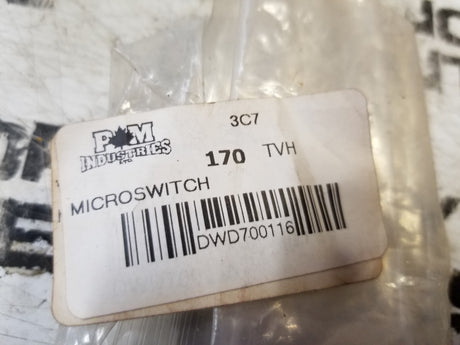 3C7
P M
INDUSTRIES
170 TVH
MICROSWITCH
DWD700116